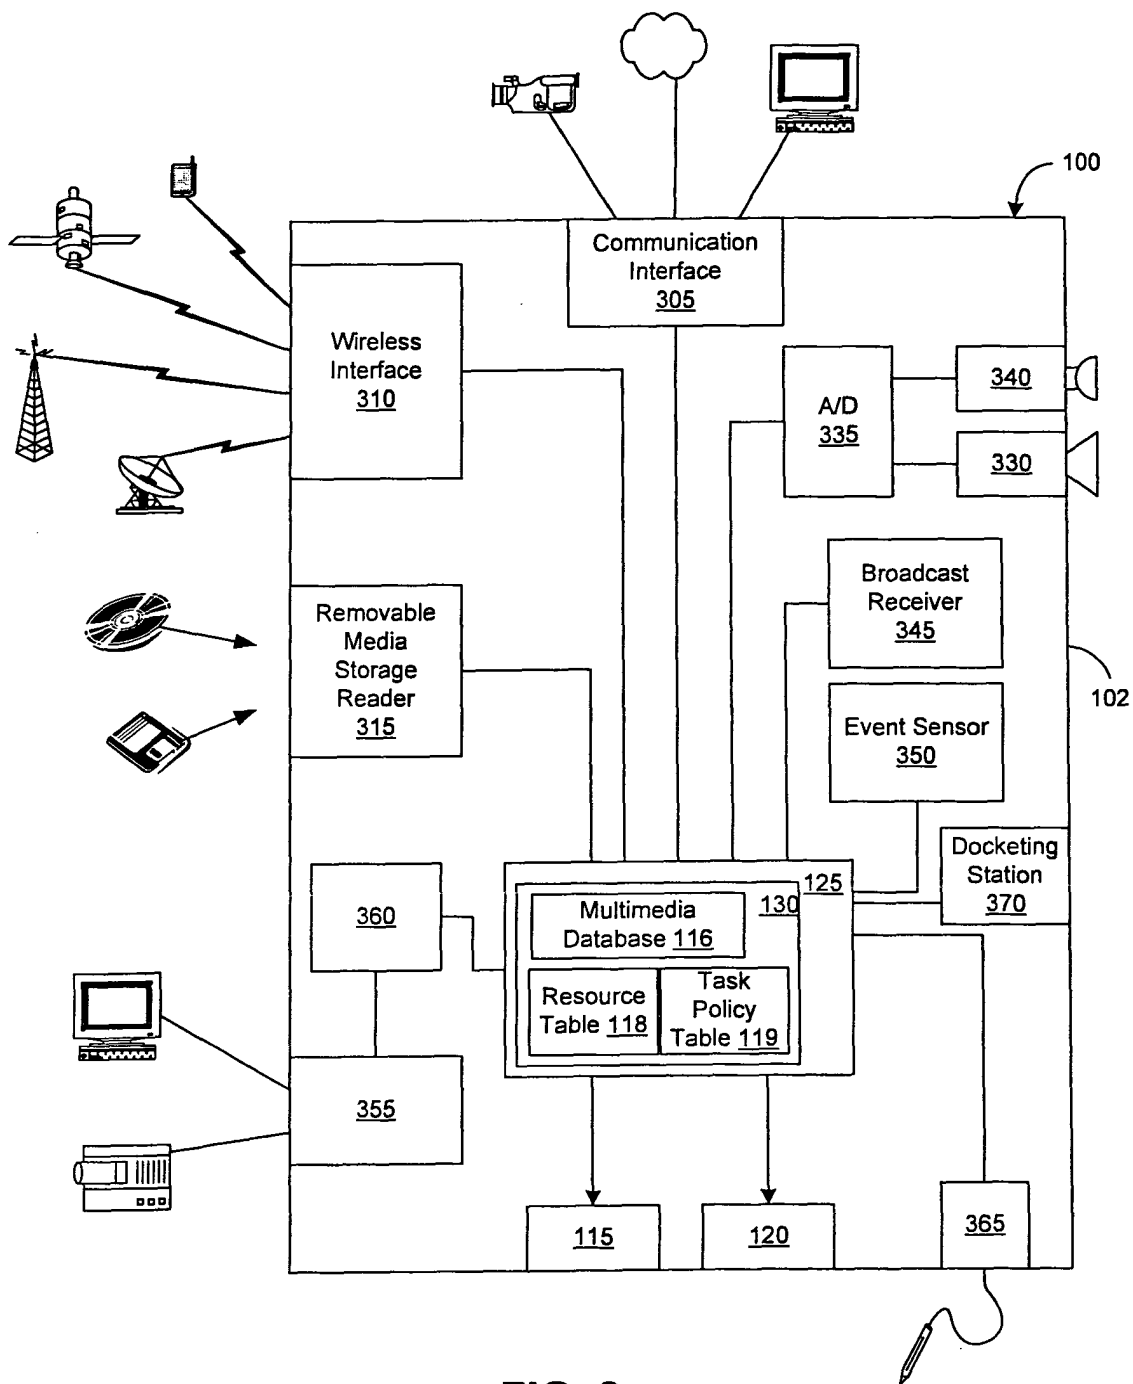 100
Communication
Interface
305
Wireless
Interface
310
A/D
335
340
330
Broadcast
Receiver
345
102
Removable
Media
Storage
Reader
315
Event Sensor
350
Docketing
Station
370
360
125
130
Multimedia
Database 116
Resource
Table 118
Task
Policy
Table 119
355
115
120
365